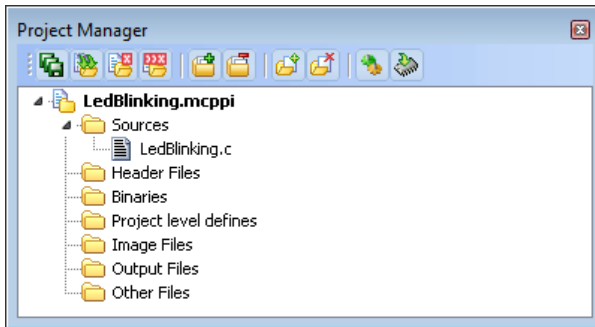 Project Manager
LedBlinking.mcppi
Sources
LedBlinking.c
Header Files
Binaries
Project level defines
Image Files
Output Files
Other Files